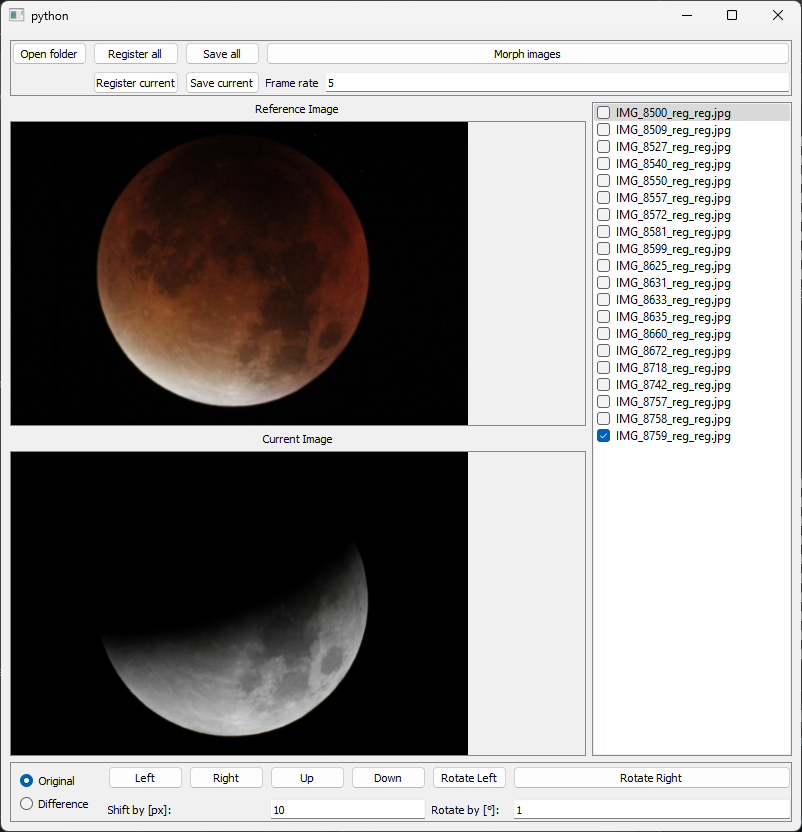 python
Open folder Register all Save all Morph images
Register current Save current Frame rate 5
Reference Image
IMG_8500_reg_reg.jpg
IMG_8509_reg_reg.jpg
IMG_8527_reg_reg.jpg
IMG_8540_reg_reg.jpg
IMG_8550_reg_reg.jpg
IMG_8557_reg_reg.jpg
IMG_8572_reg_reg.jpg
IMG_8581_reg_reg.jpg
IMG_8599_reg_reg.jpg
IMG_8625_reg_reg.jpg
IMG_8631_reg_reg.jpg
IMG_8633_reg_reg.jpg
IMG_8635_reg_reg.jpg
IMG_8660_reg_reg.jpg
IMG_8672_reg_reg.jpg
IMG_8718_reg_reg.jpg
IMG_8742_reg_reg.jpg
IMG_8757_reg_reg.jpg
IMG_8758_reg_reg.jpg
IMG_8759_reg_reg.jpg
Current Image
Original Left Right Up Down Rotate Left Rotate Right
Difference Shift by [px]: 10 Rotate by [º]: 1